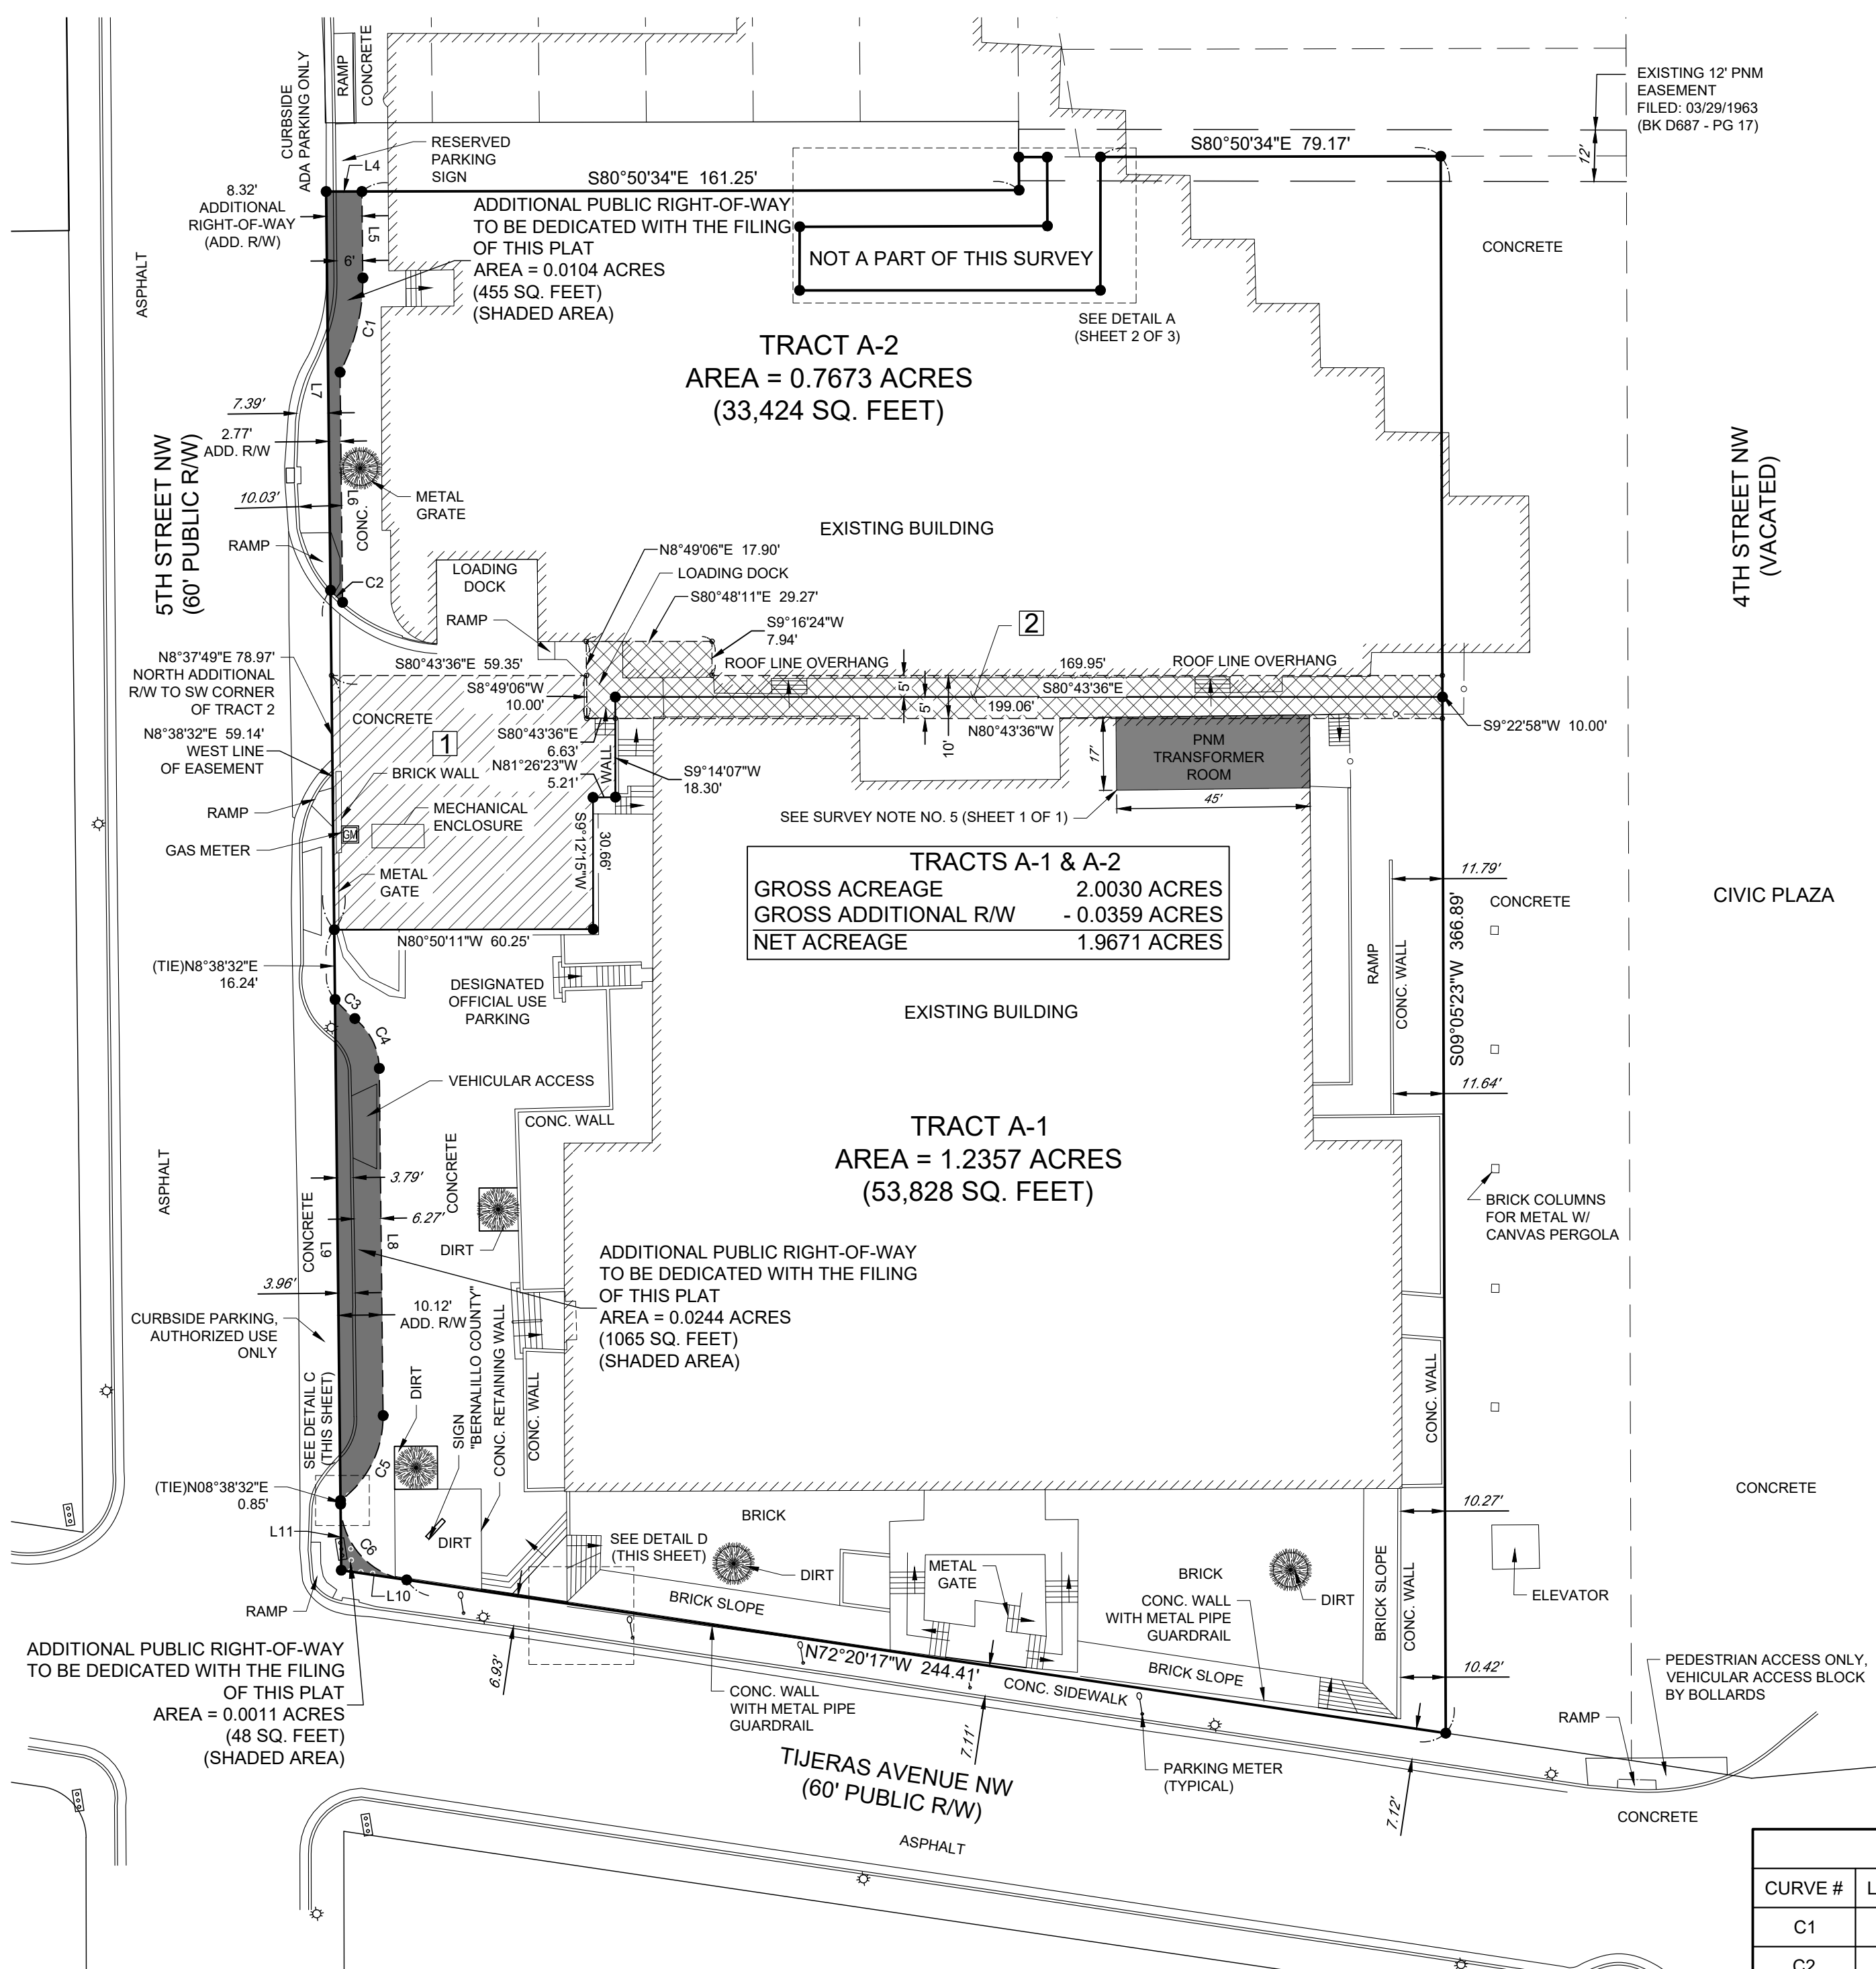 CURBSIDE
ADA PARKING ONLY
RAMP
CONCRETE
EXISTING 12' PNM
EASEMENT
FILED: 03/29/1963
(BK D687 - PG 17)
12'
RESERVED
PARKING
SIGN
L4
S80°50'34"E 79.17'
S80°50'34"E 161.25'
8.32'
ADDITIONAL
RIGHT-OF-WAY
(ADD. R/W)
L5
6'
ADDITIONAL PUBLIC RIGHT-OF-WAY
TO BE DEDICATED WITH THE FILING
OF THIS PLAT
AREA = 0.0104 ACRES
(455 SQ. FEET)
(SHADED AREA)
NOT A PART OF THIS SURVEY
CONCRETE
ASPHALT
C1
SEE DETAIL A
(SHEET 2 OF 3)
TRACT A-2
AREA = 0.7673 ACRES
(33,424 SQ. FEET)
L7
7.39'
2.77'
ADD. R/W
5TH STREET NW
(60' PUBLIC R/W)
4TH STREET NW
(VACATED)
10.03'
L6
CONC.
METAL
GRATE
EXISTING BUILDING
RAMP
C2
LOADING
DOCK
N8°49'06"E 17.90'
LOADING DOCK
S80°48'11"E 29.27'
RAMP
S9°16'24"W
7.94'
2
N8°37'49"E 78.97'
NORTH ADDITIONAL
R/W TO SW CORNER
OF TRACT 2
S80°43'36"E 59.35'
ROOF LINE OVERHANG
169.95'
ROOF LINE OVERHANG
S8°49'06"W
10.00'
5'
S80°43'36"E
5'
199.06'
CONCRETE
1
S80°43'36"E
6.63'
N80°43'36"W
10'
S9°22'58"W 10.00'
N8°38'32"E 59.14'
WEST LINE
OF EASEMENT
BRICK WALL
N81°26'23"W
5.21'
WALL
S9°14'07"W
18.30'
17'
PNM
TRANSFORMER
ROOM
45'
RAMP
MECHANICAL
ENCLOSURE
SEE SURVEY NOTE NO. 5 (SHEET 1 OF 1)
GM
GAS METER
S9°12'15"W
30.66'
METAL
GATE
TRACTS A-1 & A-2
GROSS ACREAGE 2.0030 ACRES
GROSS ADDITIONAL R/W - 0.0359 ACRES
NET ACREAGE 1.9671 ACRES
11.79'
CONCRETE
CIVIC PLAZA
N80°50'11"W 60.25'
(TIE)N8°38'32"E
16.24'
RAMP
CONC. WALL
S09°05'23"W 366.89'
DESIGNATED
OFFICIAL USE
PARKING
EXISTING BUILDING
C3
C4
VEHICULAR ACCESS
11.64'
CONC. WALL
TRACT A-1
AREA = 1.2357 ACRES
(53,828 SQ. FEET)
ASPHALT
CONCRETE
3.79'
CONCRETE
6.27'
BRICK COLUMNS
FOR METAL W/
CANVAS PERGOLA
L9
L8
DIRT
ADDITIONAL PUBLIC RIGHT-OF-WAY
TO BE DEDICATED WITH THE FILING
OF THIS PLAT
AREA = 0.0244 ACRES
(1065 SQ. FEET)
(SHADED AREA)
3.96'
10.12'
ADD. R/W
CURBSIDE PARKING,
AUTHORIZED USE
ONLY
SEE DETAIL C
(THIS SHEET)
DIRT
SIGN
"BERNALILLO COUNTY"
CONC. RETAINING WALL
CONC. WALL
CONC. WALL
C5
(TIE)N08°38'32"E
0.85'
CONCRETE
10.27'
BRICK
L11
C6
DIRT
SEE DETAIL D
(THIS SHEET)
DIRT
METAL
GATE
BRICK
CONC. WALL
WITH METAL PIPE
GUARDRAIL
DIRT
BRICK SLOPE
CONC. WALL
ELEVATOR
L10
RAMP
BRICK SLOPE
ADDITIONAL PUBLIC RIGHT-OF-WAY
TO BE DEDICATED WITH THE FILING
OF THIS PLAT
AREA = 0.0011 ACRES
(48 SQ. FEET)
(SHADED AREA)
6.93'
N72°20'17"W 244.41'
BRICK SLOPE
10.42'
PEDESTRIAN ACCESS ONLY,
VEHICULAR ACCESS BLOCK
BY BOLLARDS
CONC. SIDEWALK
CONC. WALL
WITH METAL PIPE
GUARDRAIL
7.11'
RAMP
TIJERAS AVENUE NW
(60' PUBLIC R/W)
PARKING METER
(TYPICAL)
7.12'
CONCRETE
ASPHALT
CURVE # L
C1
C2